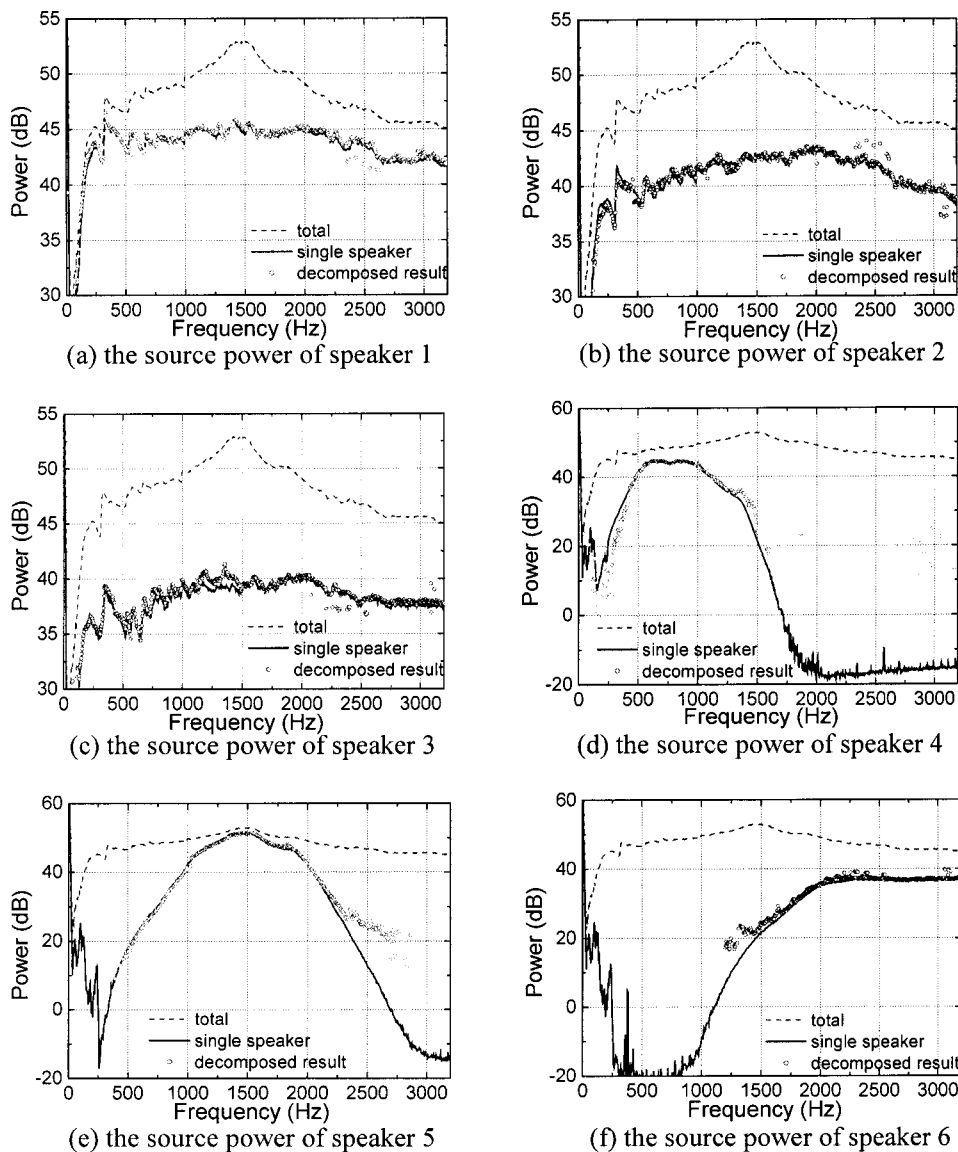 55
50
45
40
35
30
Power (dB)
total
single speaker
decomposed result
0 500 1000 1500 2000 2500 3000
Frequency (Hz)
(a) the source power of speaker 1
55
50
45
40
35
30
Power (dB)
total
single speaker
decomposed result
0 500 1000 1500 2000 2500 3000
Frequency (Hz)
(b) the source power of speaker 2
55
50
45
40
35
30
Power (dB)
total
single speaker
decomposed result
0 500 1000 1500 2000 2500 3000
Frequency (Hz)
(c) the source power of speaker 3
60
40
20
0
-20
Power (dB)
total
single speaker
decomposed result
0 500 1000 1500 2000 2500 3000
Frequency (Hz)
(d) the source power of speaker 4
60
40
20
0
-20
Power (dB)
total
single speaker
decomposed result
0 500 1000 1500 2000 2500 3000
Frequency (Hz)
(e) the source power of speaker 5
60
40
20
0
-20
Power (dB)
total
single speaker
decomposed result
0 500 1000 1500 2000 2500 3000
Frequency (Hz)
(f) the source power of speaker 6